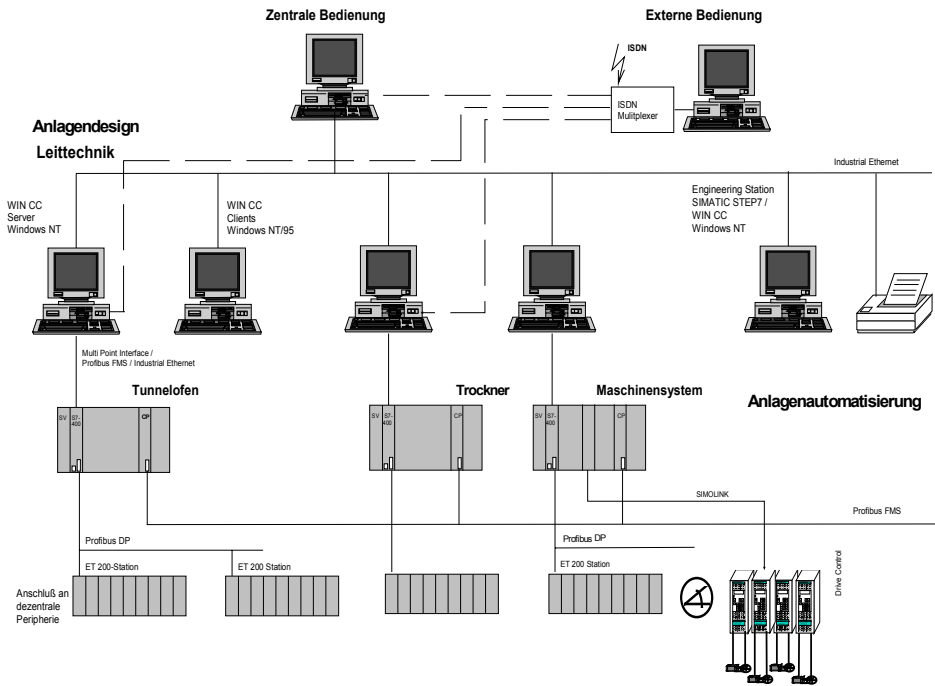 Zentrale Bedienung
Externe Bedienung
ISDN
ISDN
Mulitplexer
Anlagendesign
Leittechnik
Industrial Ethernet
WIN CC
Server
Windows NT
WIN CC
Clients
Windows NT/95
Engineering Station
SIMATIC STEP7 /
WIN CC
Windows NT
Multi Point Interface /
Profibus FMS / Industrial Ethernet
Tunnelofen
Trockner
Maschinensystem
Anlagenautomatisierung
SV
S7-
400
CP
SV
S7-
400
CP
SV
S7-
400
CP
SIMOLINK
Profibus FMS
Profibus DP
Profibus DP
ET 200-Station
ET 200 Station
ET 200 Station
Anschluß an
dezentrale
Peripherie
Drive Control